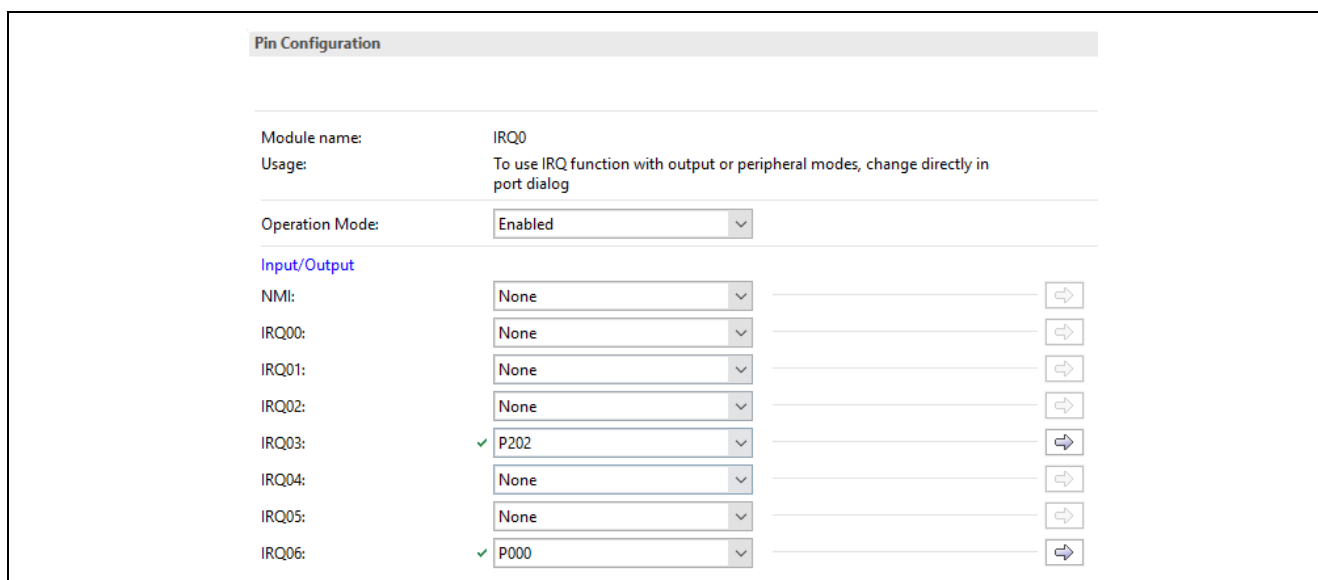 Pin Configuration
Module name: IRQ0
Usage: To use IRQ function with output or peripheral modes, change directly in
port dialog
Operation Mode: Enabled
Input/Output
NMI: None
IRQ00: None
IRQ01: None
IRQ02: None
IRQ03: P202
IRQ04: None
IRQ05: None
IRQ06: P000